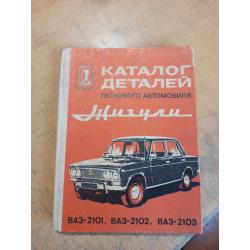 КАТАЛОГ
ДЕТАЛЕЙ
ЛЕГКОВОГО АВТОМОБИЛЯ
Жигули
ВАЗ-2101, ВАЗ-2102, ВАЗ-2103